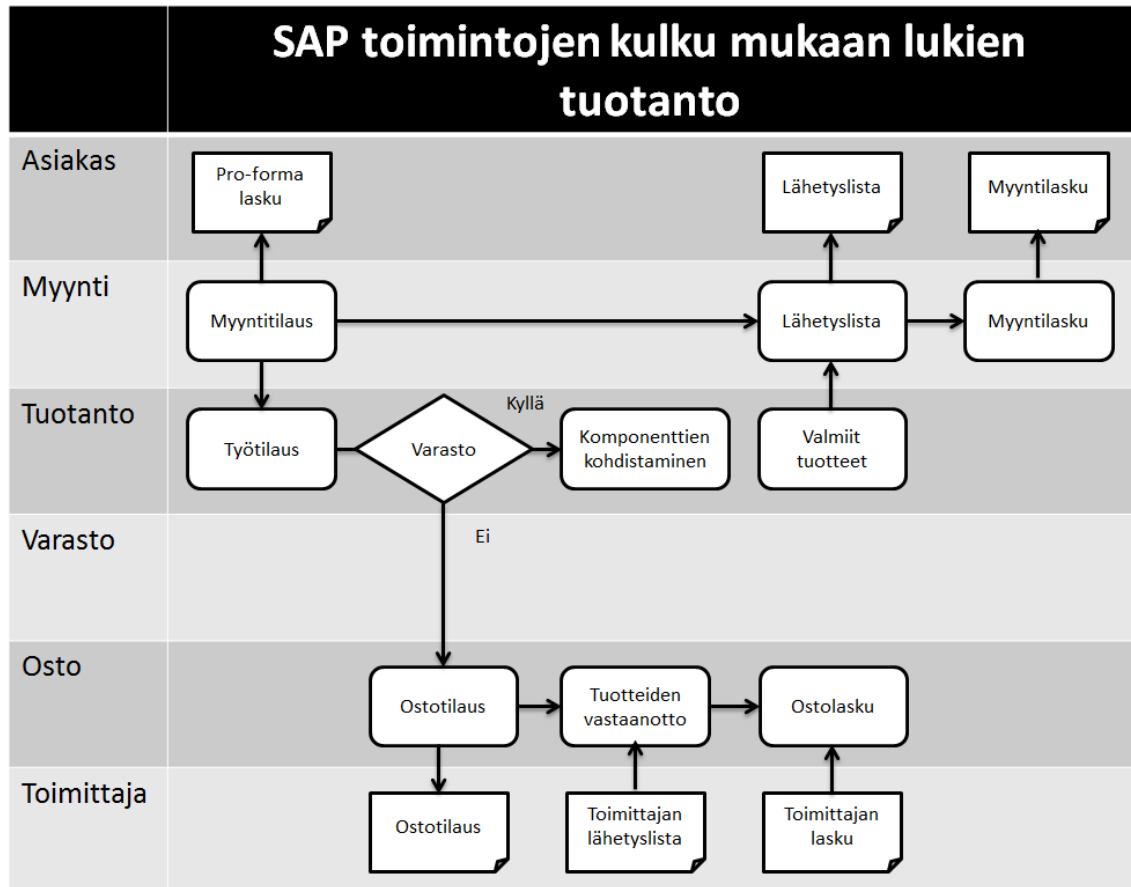 SAP toimintojen kulku mukaan lukien
tuotanto
Asiakas
Pro-forma
lasku
Lähetyslista
Myyntilasku
Myynti
Myyntitilaus
Lähetyslista
Myyntilasku
Tuotanto
Työtilaus
Varasto
Kyllä
Komponenttien
kohdistaminen
Valmiit
tuotteet
Varasto
Ei
Osto
Ostotilaus
Tuotteiden
vastaanotto
Ostolasku
Toimittaja
Ostotilaus
Toimittajan
lähetyslista
Toimittajan
lasku